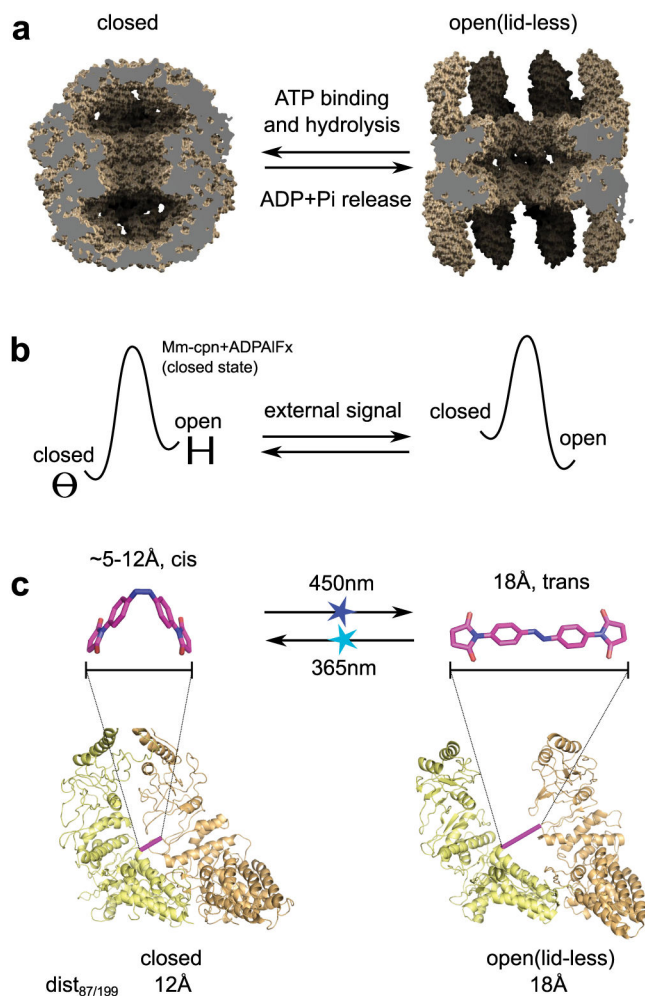 a
closed
open(lid-less)
ATP binding
and hydrolysis
ADP+Pi release
b
Mm-cpn+ADPAlFx
(closed state)
closed
Θ
open
H
external signal
closed
open
c
~5-12Å, cis
450nm
365nm
18Å, trans
closed
open(lid-less)
dist87/199
12Å
18Å